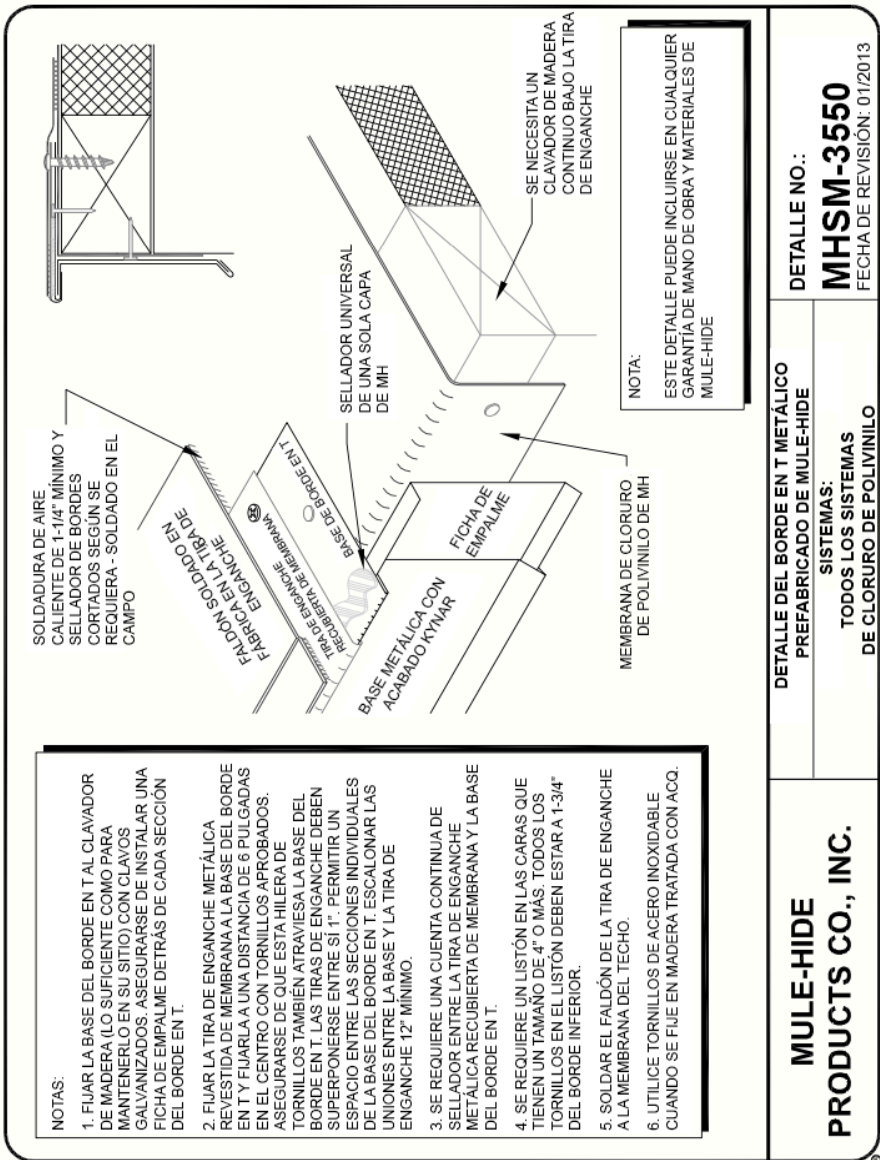 NOTAS:
1. FIJAR LA BASE DEL BORDE EN T AL CLAVADOR
DE MADERA (LO SUFICIENTE COMO PARA
MANTENERLO EN SU SITIO) CON CLAVOS
GALVANIZADOS. ASEGURARSE DE INSTALAR UNA
FICHA DE EMPALME DETRÁS DE CADA SECCIÓN
DEL BORDE EN T.
2. FIJAR LA TIRA DE ENGANCHE METÁLICA
REVESTIDA DE MEMBRANA A LA BASE DEL BORDE
EN T Y FIJARLA A UNA DISTANCIA DE 6 PULGADAS
EN EL CENTRO CON TORNILLOS APROBADOS.
ASEGURARSE DE QUE ESTA HILERA DE
TORNILLOS TAMBIÉN ATRAVIESA LA BASE DEL
BORDE EN T. LAS TIRAS DE ENGANCHE DEBEN
SUPERPONERSE ENTRE SÍ 1". PERMITIR UN
ESPACIO ENTRE LAS SECCIONES INDIVIDUALES
DE LA BASE DEL BORDE EN T. ESCALONAR LAS
UNIONES ENTRE LA BASE Y LA TIRA DE
ENGANCHE 12" MÍNIMO.
3. SE REQUIERE UNA CUENTA CONTINUA DE
SELLADOR ENTRE LA TIRA DE ENGANCHE
METÁLICA RECUBIERTA DE MEMBRANA Y LA BASE
DEL BORDE EN T.
4. SE REQUIERE UN LISTÓN EN LAS CARAS QUE
TIENEN UN TAMAÑO DE 4" O MÁS. TODOS LOS
TORNILLOS EN EL LISTÓN DEBEN ESTAR A 1-3/4"
DEL BORDE INFERIOR.
5. SOLDAR EL FALDÓN DE LA TIRA DE ENGANCHE
A LA MEMBRANA DEL TECHO.
6. UTILICE TORNILLOS DE ACERO INOXIDABLE
CUANDO SE FIJE EN MADERA TRATADA CON ACQ.
SOLDADURA DE AIRE
CALIENTE DE 1-1/4" MÍNIMO Y
SELLADOR DE BORDES
CORTADOS SEGÚN SE
REQUIERA - SOLDADO EN EL
CAMPO
FALDÓN SOLDADO EN
FÁBRICA EN LA TIRA DE
ENGANCHE
TIRA DE ENGANCHE
RECUBIERTA DE MEMBRANA
BASE DE BORDE EN T
BASE METÁLICA CON
ACABADO KYNAR
FICHA DE
EMPALME
SELLADOR UNIVERSAL
DE UNA SOLA CAPA
DE MH
MEMBRANA DE CLORURO
DE POLIVINILO DE MH
SE NECESITA UN
CLAVADOR DE MADERA
CONTINUO BAJO LA TIRA
DE ENGANCHE
NOTA:
ESTE DETALLE PUEDE INCLUIRSE EN CUALQUIER
GARANTÍA DE MANO DE OBRA Y MATERIALES DE
MULE-HIDE
MULE-HIDE
PRODUCTS CO., INC.
DETALLE DEL BORDE EN T METÁLICO
PREFABRICADO DE MULE-HIDE
SISTEMAS:
TODOS LOS SISTEMAS
DE CLORURO DE POLIVINILO
DETALLE NO.:
MHSM-3550
FECHA DE REVISIÓN: 01/2013